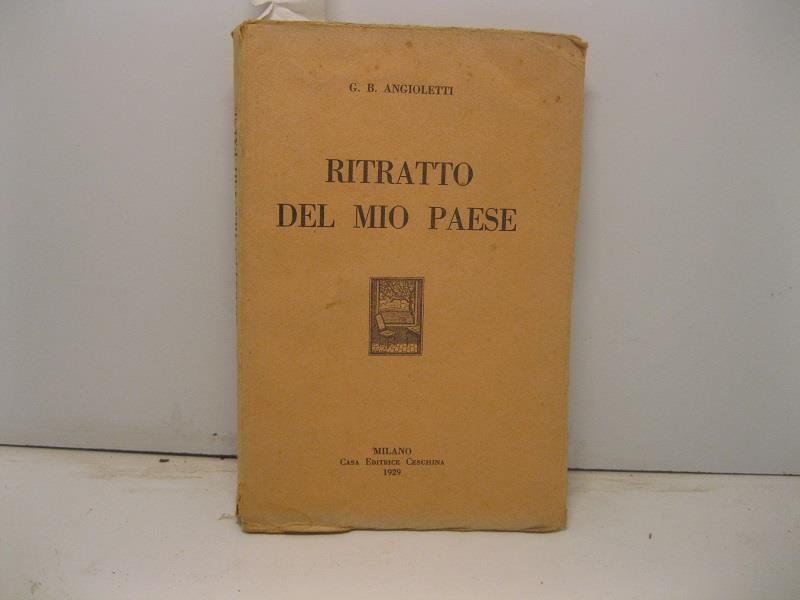 G. B. ANGIOLETTI
RITRATTO
DEL MIO PAESE
MILANO
CASA EDITRICE CESCHINA
1929